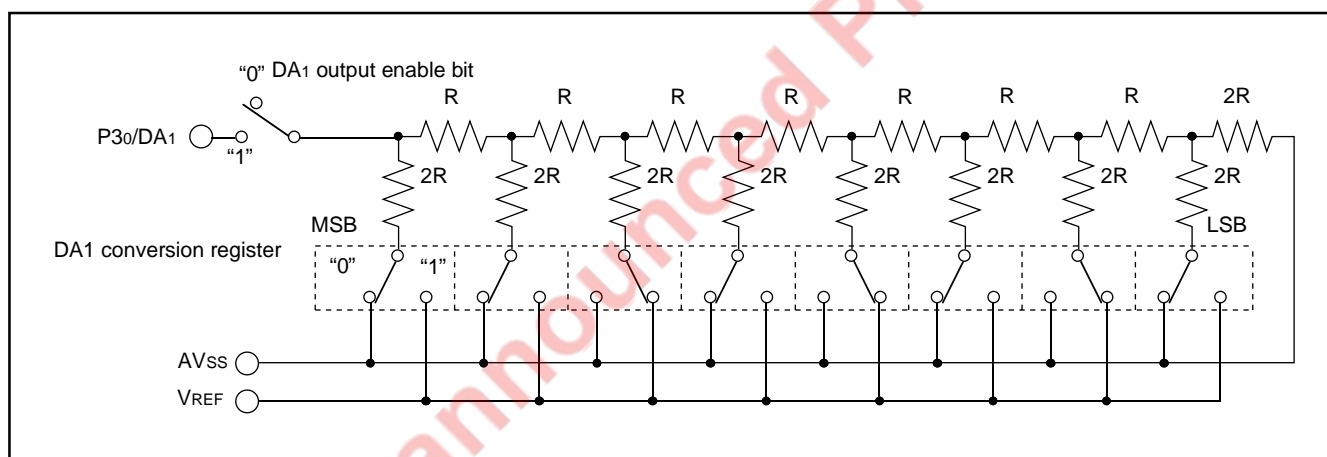 “0” DA1 output enable bit
R R R R R R R 2R
P30/DA1
“1”
2R 2R 2R 2R 2R 2R 2R 2R
MSB LSB
DA1 conversion register
“0” “1”
AVSS
VREF
announced P